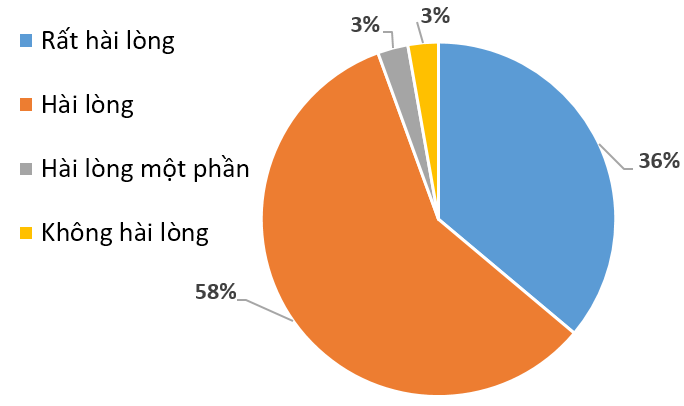 Rất hài lòng
Hài lòng
Hài lòng một phần
Không hài lòng
3%
3%
36%
58%